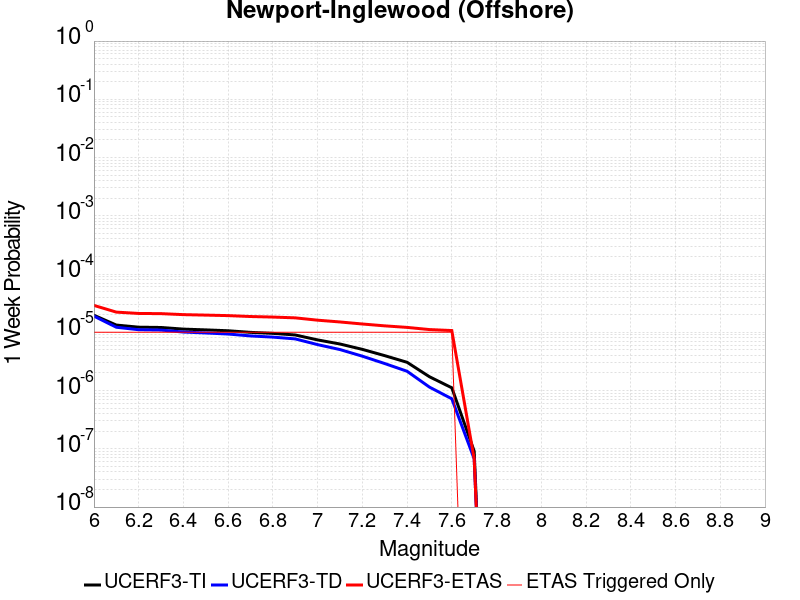 Newport-Inglewood (Offshore)
10^0
10^-1
10^-2
10^-3
10^-4
10^-5
10^-6
10^-7
10^-8
1 Week Probability
6 6.2 6.4 6.6 6.8 7 7.2 7.4 7.6 7.8 8 8.2 8.4 8.6 8.8 9
Magnitude
UCERF3-TI UCERF3-TD UCERF3-ETAS ETAS Triggered Only